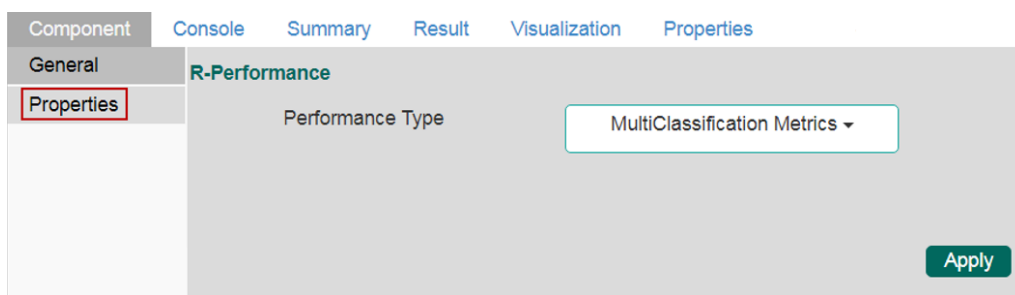 Component Console Summary Result Visualization Properties
General
R-Performance
Properties
Performance Type MultiClassification Metrics
Apply